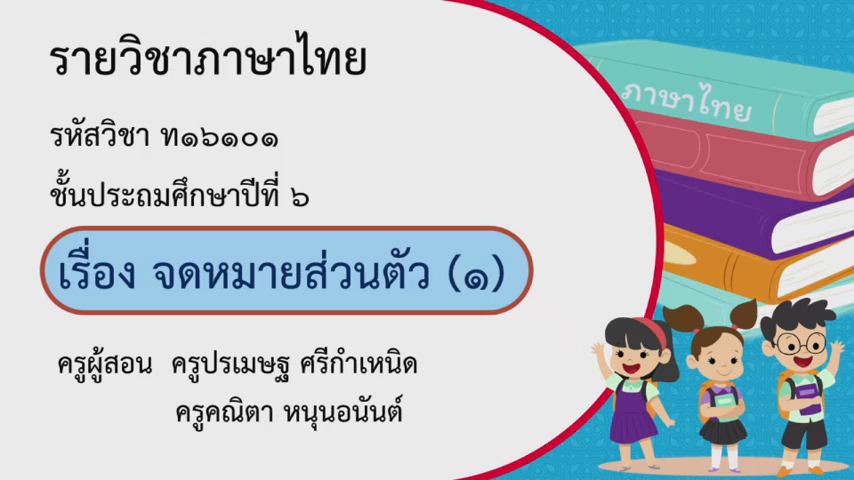 รายวิชาภาษาไทย
รหัสวิชา ท๑๖๑๐๑
ชั้นประถมศึกษาปีที่ ๖
เรื่อง จดหมายส่วนตัว (๑)
ครูผู้สอน ครูปรเมษฐ ศรีกำเหนิด
ครูคณิตา หนุนอนันต์
ภาษาไทย